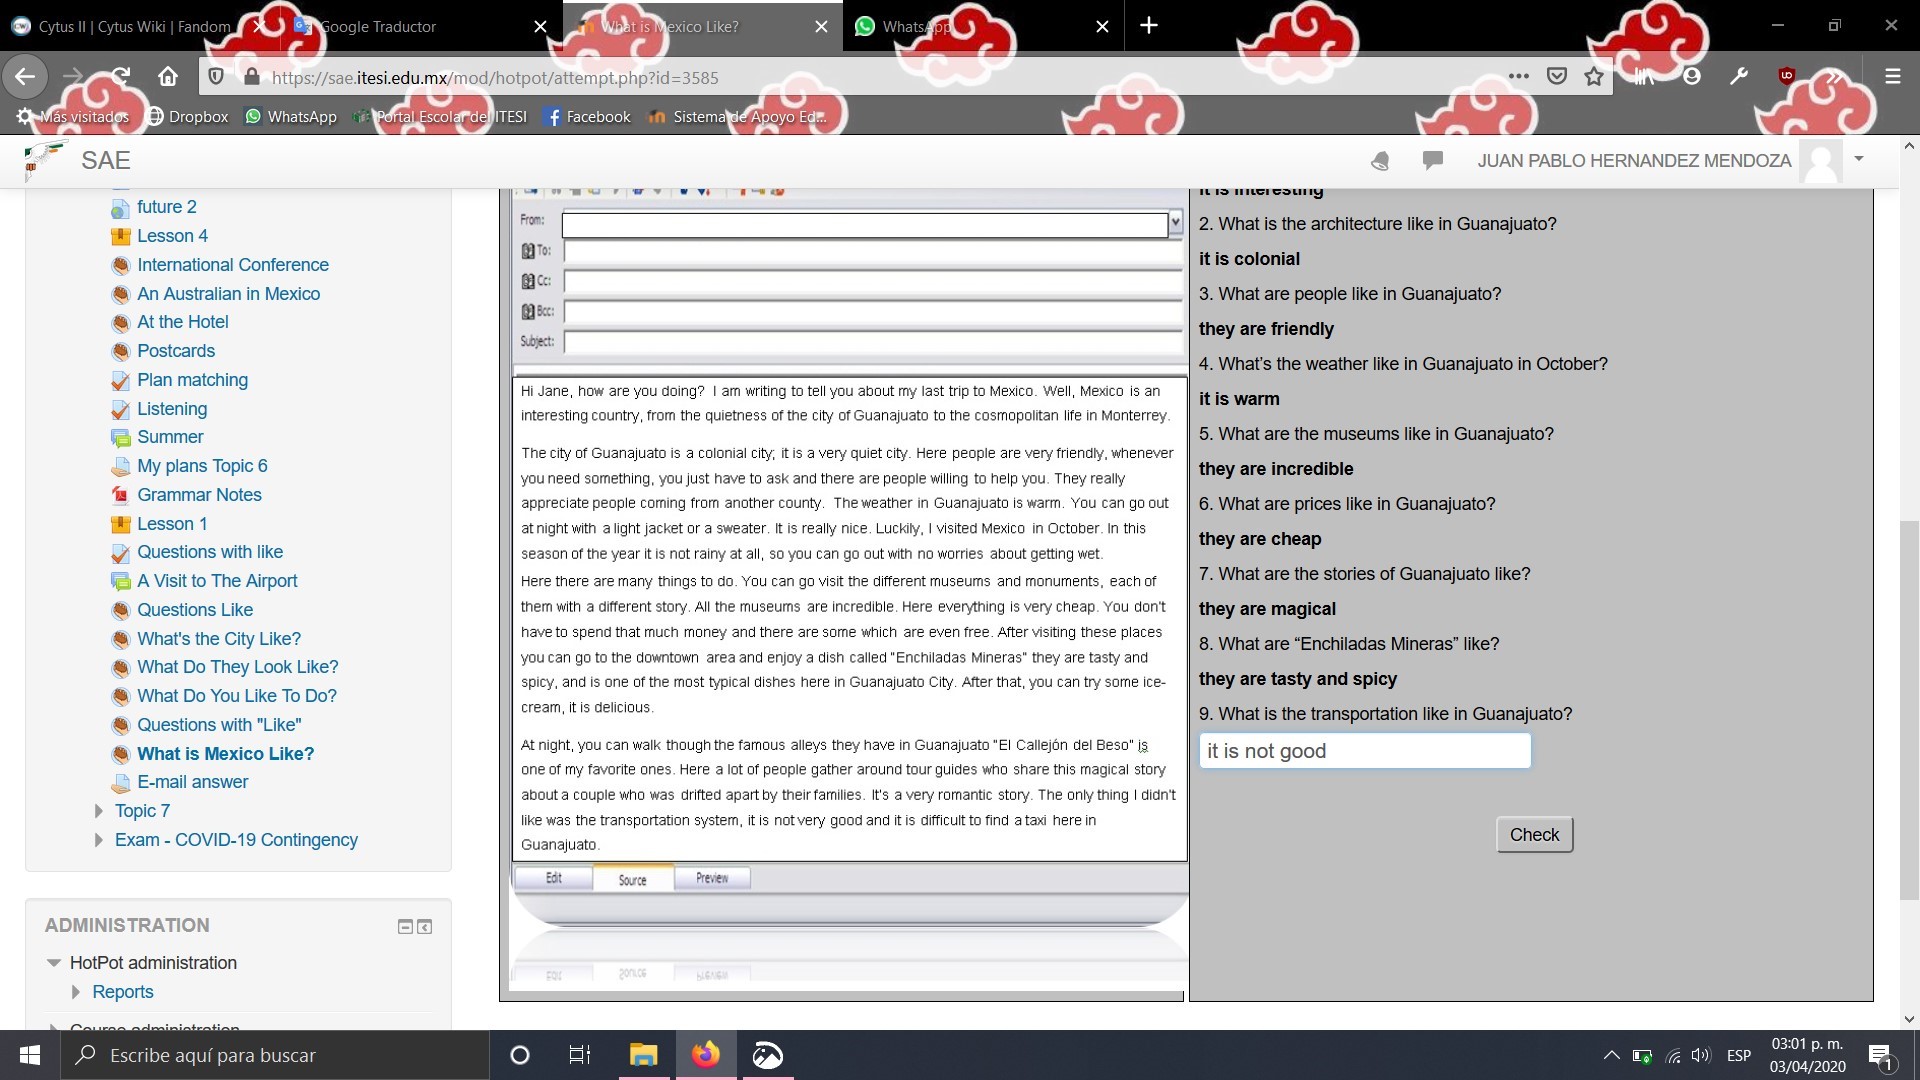 Cytus II | Cytus Wiki | Fandom
Google Traductor
What is Mexico Like?
WhatsApp
https://sae.itesi.edu.mx/mod/hotpot/attempt.php?id=3585
Más visitados
Dropbox
WhatsApp
Portal Escolar del ITESI
Facebook
Sistema de Apoyo Ed...
SAE
JUAN PABLO HERNANDEZ MENDOZA
future 2
Lesson 4
International Conference
An Australian in Mexico
At the Hotel
Postcards
Plan matching
Listening
Summer
My plans Topic 6
Grammar Notes
Lesson 1
Questions with like
A Visit to The Airport
Questions Like
What's the City Like?
What Do They Look Like?
What Do You Like To Do?
Questions with "Like"
What is Mexico Like?
E-mail answer
Topic 7
Exam - COVID-19 Contingency
ADMINISTRATION
HotPot administration
Reports
Course administration
From:
To:
Cc:
Bcc:
Subject:
Hi Jane, how are you doing?  I am writing to tell you about my last trip to Mexico. Well, Mexico is an
interesting country, from the quietness of the city of Guanajuato to the cosmopolitan life in Monterrey.
The city of Guanajuato is a colonial city; it is a very quiet city. Here people are very friendly, whenever
you need something, you just have to ask and there are people willing to help you. They really
appreciate people coming from another county.  The weather in Guanajuato is warm. You can go out
at night with a light jacket or a sweater. It is really nice. Luckily, I visited Mexico in October. In this
season of the year it is not rainy at all, so you can go out with no worries about getting wet.
Here there are many things to do. You can go visit the different museums and monuments, each of
them with a different story. All the museums are incredible. Here everything is very cheap. You don't
have to spend that much money and there are some which are even free. After visiting these places
you can go to the downtown area and enjoy a dish called "Enchiladas Mineras" they are tasty and
spicy, and is one of the most typical dishes here in Guanajuato City. After that, you can try some ice-
cream, it is delicious.
At night, you can walk though the famous alleys they have in Guanajuato "El Callejón del Beso" is
one of my favorite ones. Here a lot of people gather around tour guides who share this magical story
about a couple who was drifted apart by their families. It's a very romantic story. The only thing I didn't
like was the transportation system, it is not very good and it is difficult to find a taxi here in
Guanajuato.
Edit
Source
Preview
it is interesting
2. What is the architecture like in Guanajuato?
it is colonial
3. What are people like in Guanajuato?
they are friendly
4. What’s the weather like in Guanajuato in October?
it is warm
5. What are the museums like in Guanajuato?
they are incredible
6. What are prices like in Guanajuato?
they are cheap
7. What are the stories of Guanajuato like?
they are magical
8. What are “Enchiladas Mineras” like?
they are tasty and spicy
9. What is the transportation like in Guanajuato?
it is not good
Check
Escribe aquí para buscar
ESP
03:01 p. m.
03/04/2020
1